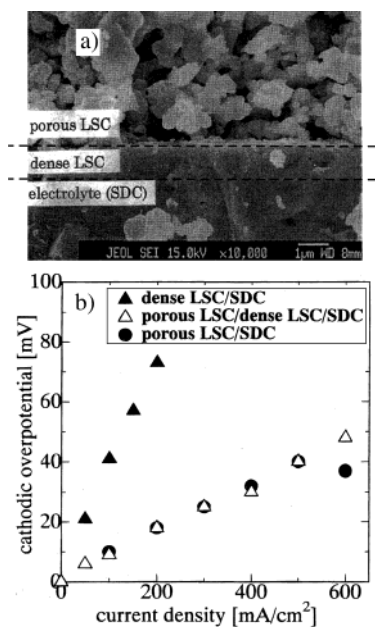 a)
porous LSC
dense LSC
electrolyte (SDC)
JEOL SEI 15.0kV ×10,000 1μm WD 8mm
b)
▲ dense LSC/SDC
△ porous LSC/dense LSC/SDC
● porous LSC/SDC
100
80
60
40
20
0
0 200 400 600
cathodic overpotential [mV]
current density [mA/cm²]